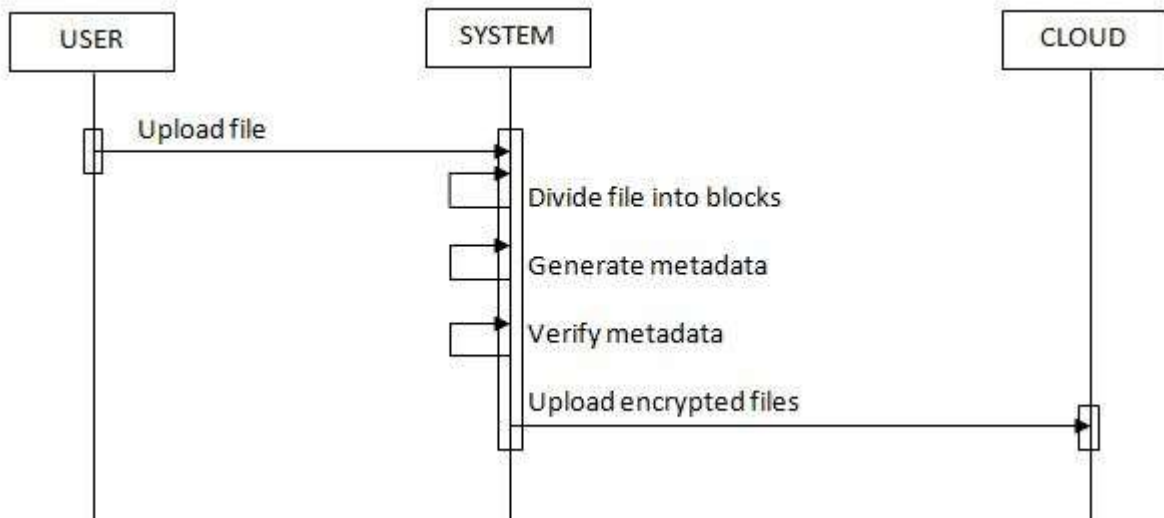 USER
SYSTEM
CLOUD
Upload file
Divide file into blocks
Generate metadata
Verify metadata
Upload encrypted files